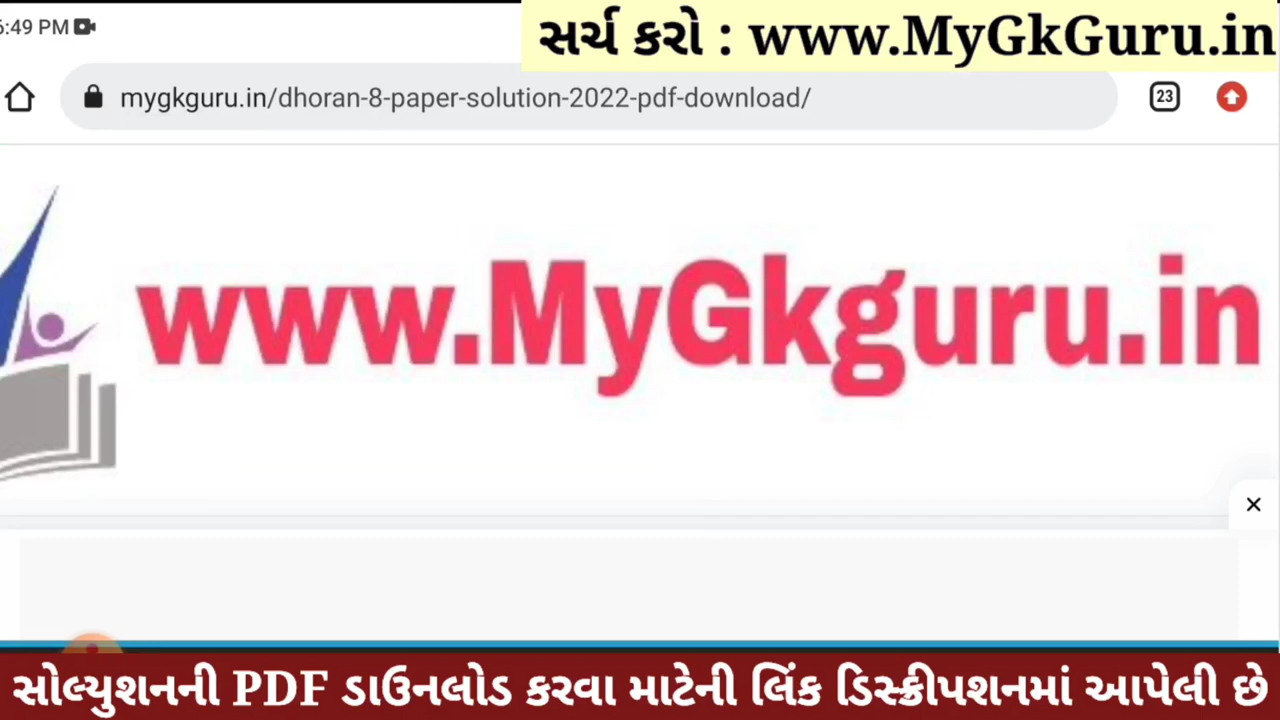 6:49 PM
સર્ચ કરો : www.MyGkGuru.in
mygkguru.in/dhoran-8-paper-solution-2022-pdf-download/
23
www.MyGkguru.in
સોલ્યુશનની PDF ડાઉનલોડ કરવા માટેની લિંક ડિસ્ક્રીપશનમાં આપેલી છે